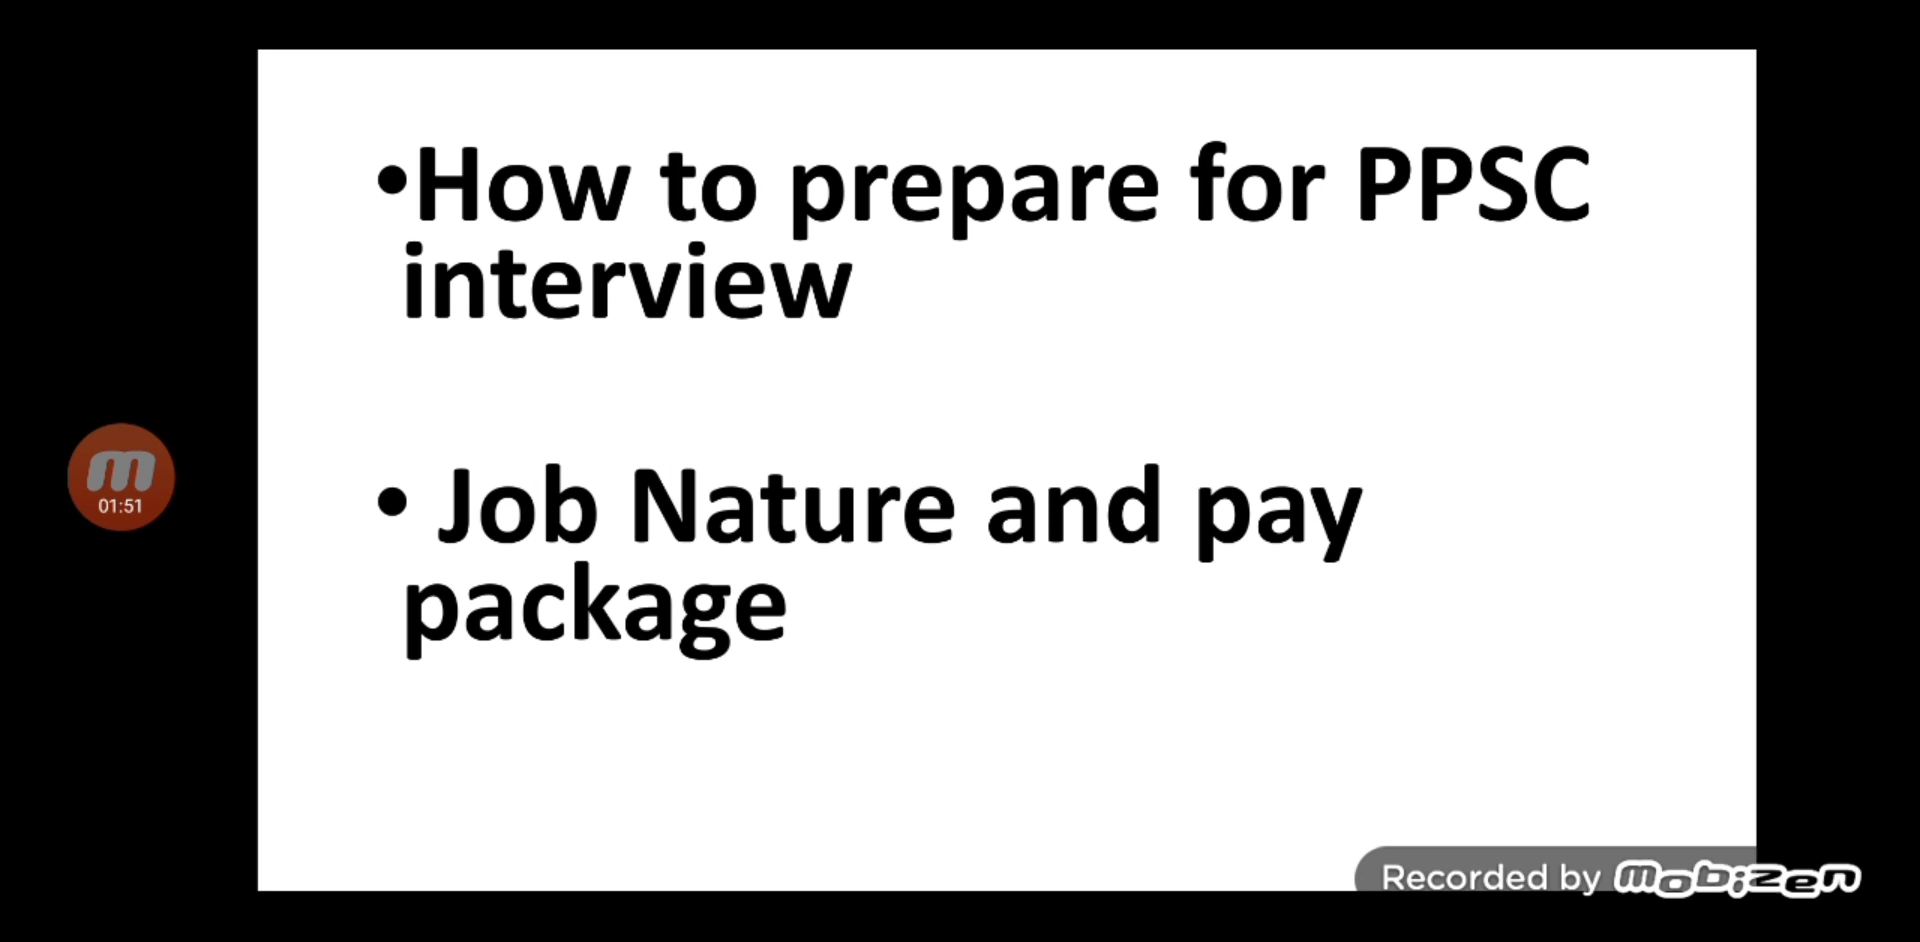 •How to prepare for PPSC
interview
• Job Nature and pay
package
m
01:51
Recorded by mobizen